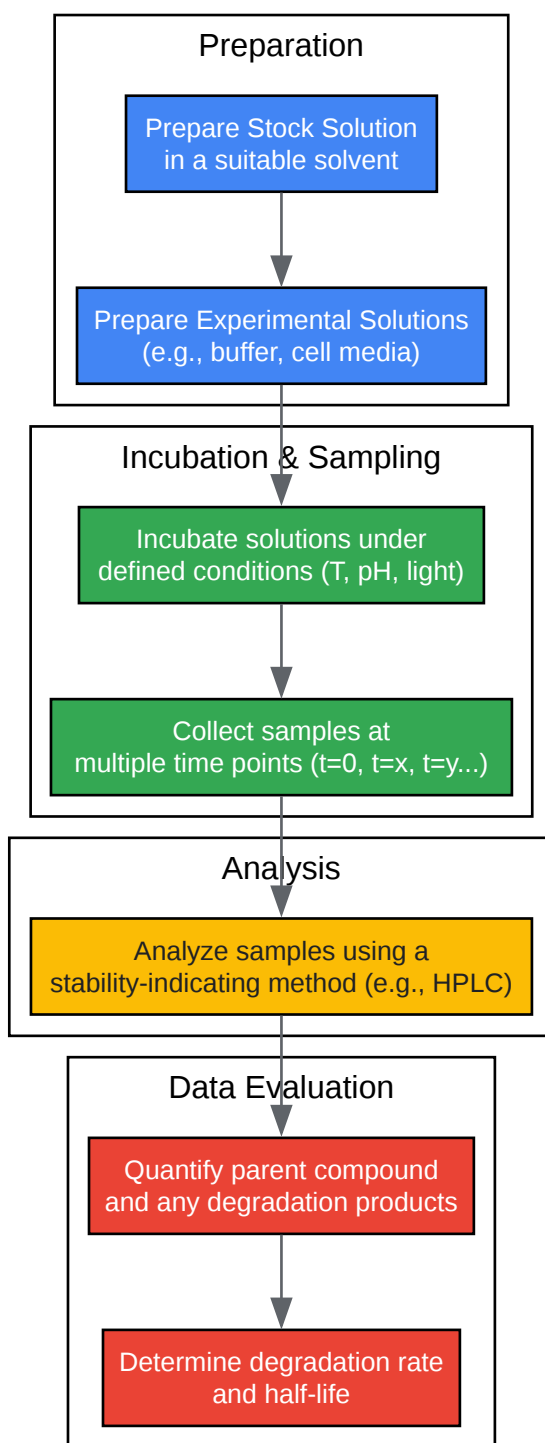 Preparation
Prepare Stock Solution
in a suitable solvent
Prepare Experimental Solutions
(e.g., buffer, cell media)
Incubation & Sampling
Incubate solutions under
defined conditions (T, pH, light)
Collect samples at
multiple time points (t=0, t=x, t=y...)
Analysis
Analyze samples using a
stability-indicating method (e.g., HPLC)
Data Evaluation
Quantify parent compound
and any degradation products
Determine degradation rate
and half-life